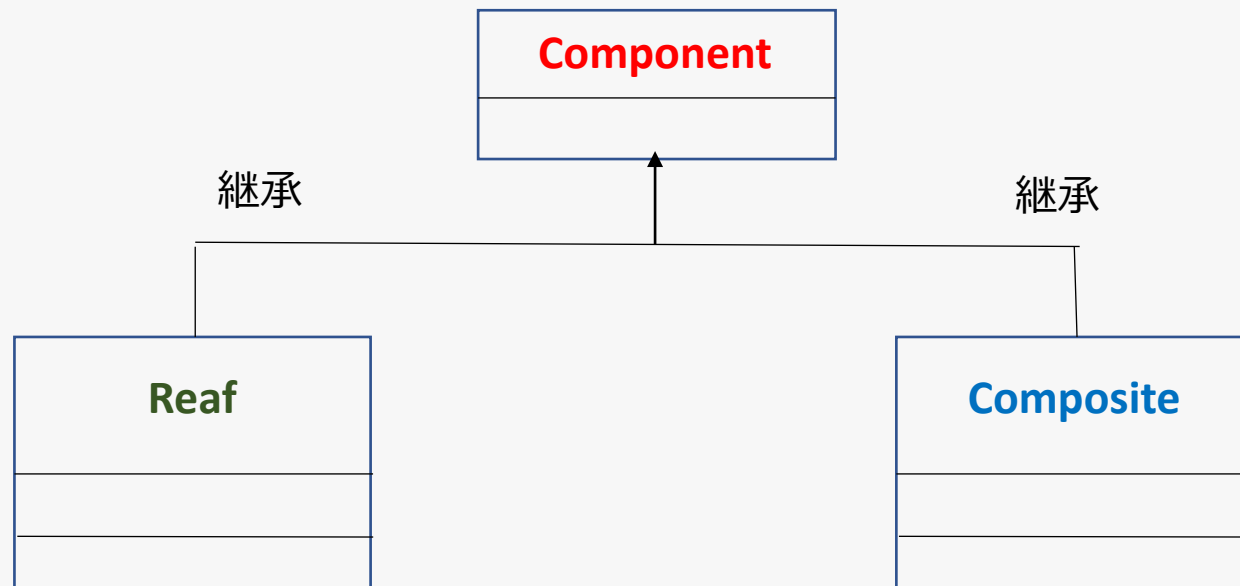 Component
継承
継承
Reaf
Composite